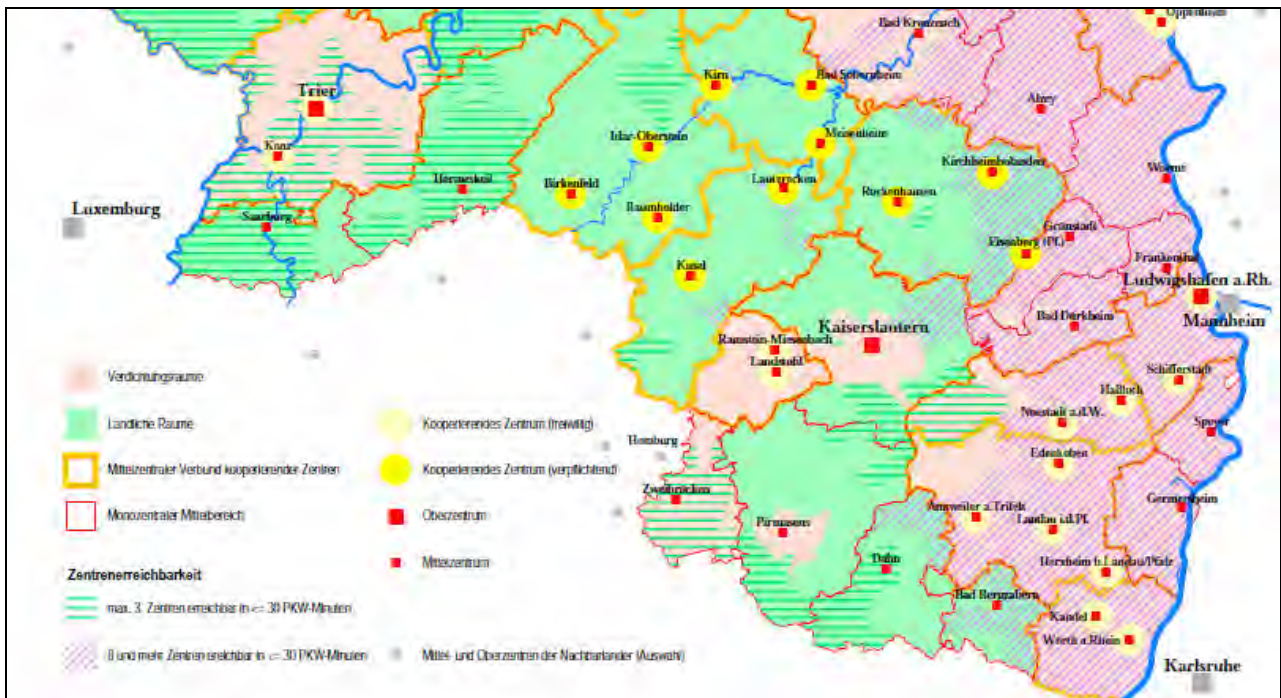 Bad Kreuznach
Oppenheim
Trier
Kirn
Bad Sobernheim
Alzey
Konz
Idar-Oberstein
Meisenheim
Kirchheimbolanden
Worms
Hermeskeil
Birkenfeld
Lauterecken
Rockenhausen
Luxemburg
Saarburg
Baumholder
Grünstadt
Eisenberg (Pf.)
Frankenthal
Kusel
Ludwigshafen a.Rh.
Mannheim
Kaiserslautern
Bad Dürkheim
Ramstein-Miesenbach
Landstuhl
Schifferstadt
Haßloch
Neustadt a.d.W.
Speyer
Homburg
Edenkoben
Zweibrücken
Germersheim
Annweiler a.Trifels
Landau i.d.Pf.
Pirmasens
Dahn
Herxheim b.Landau/Pfalz
Bad Bergzabern
Kandel
Wörth a.Rhein
Karlsruhe
Verdichtungsräume
Ländliche Räume
Mittelzentraler Verbund kooperierender Zentren
Monozentraler Mittelbereich
Kooperierendes Zentrum (freiwillig)
Kooperierendes Zentrum (verpflichtend)
Oberzentrum
Mittelzentrum
Zentrenerreichbarkeit
max. 3. Zentren erreichbar in <= 30 PKW-Minuten
8 und mehr Zentren erreichbar in <= 30 PKW-Minuten
Mittel- und Oberzentren der Nachbarländer (Auswahl)